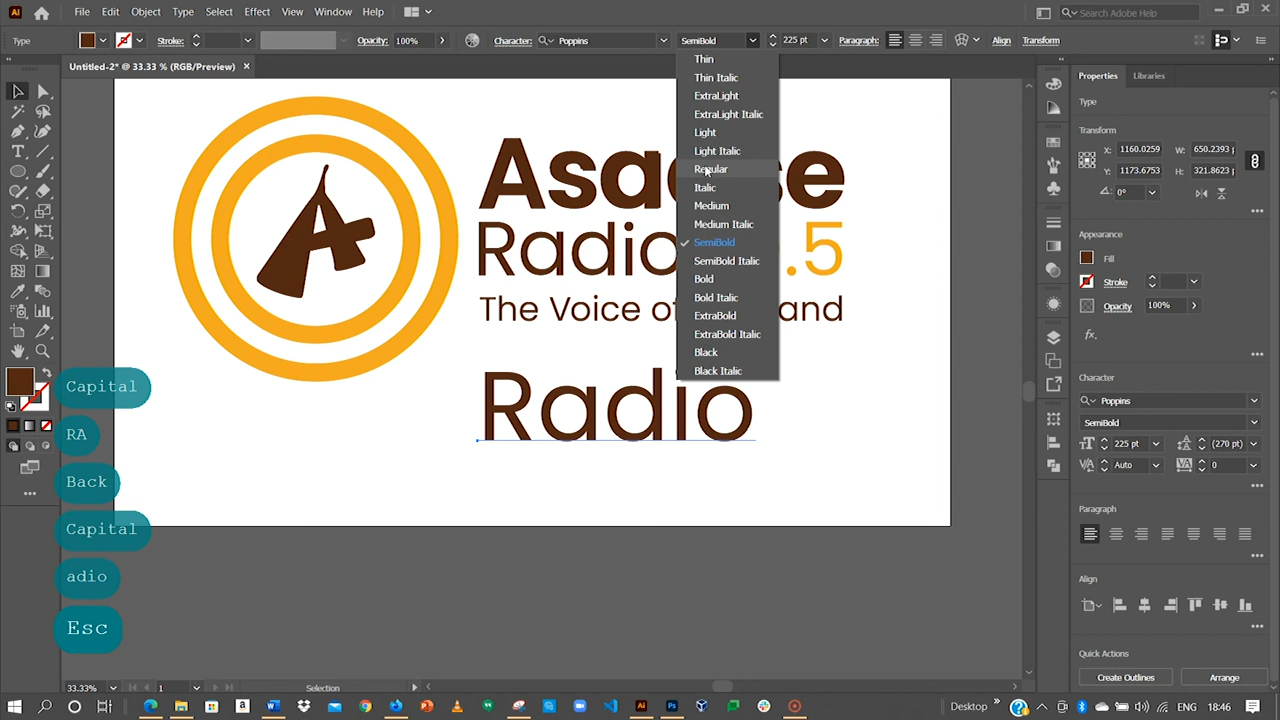 File Edit Object Type Select Effect View Window Help
Search Adobe Help
Type Stroke: Opacity: 100% Character: Poppins SemiBold 225 pt Paragraph: Align Transform
Untitled-2* @ 33.33 % (RGB/Preview) ×
Thin
Thin Italic
ExtraLight
ExtraLight Italic
Light
Light Italic
Regular
Italic
Medium
Medium Italic
SemiBold
SemiBold Italic
Bold
Bold Italic
ExtraBold
ExtraBold Italic
Black
Black Italic
Asa se
Radio .5
The Voice of and
Radio
Capital
RA
Back
Capital
adio
Esc
Properties Libraries
Type
Transform
X: 1160.0259 W: 650.2393 p
Y: 1173.6753 H: 321.8623 p
0°
Appearance
Fill
Stroke
Opacity 100%
fx.
Character
Poppins
SemiBold
225 pt (270 pt)
Auto 0
Paragraph
Align
Quick Actions
Create Outlines Arrange
33.33% 1 Selection
Desktop ENG 18:46